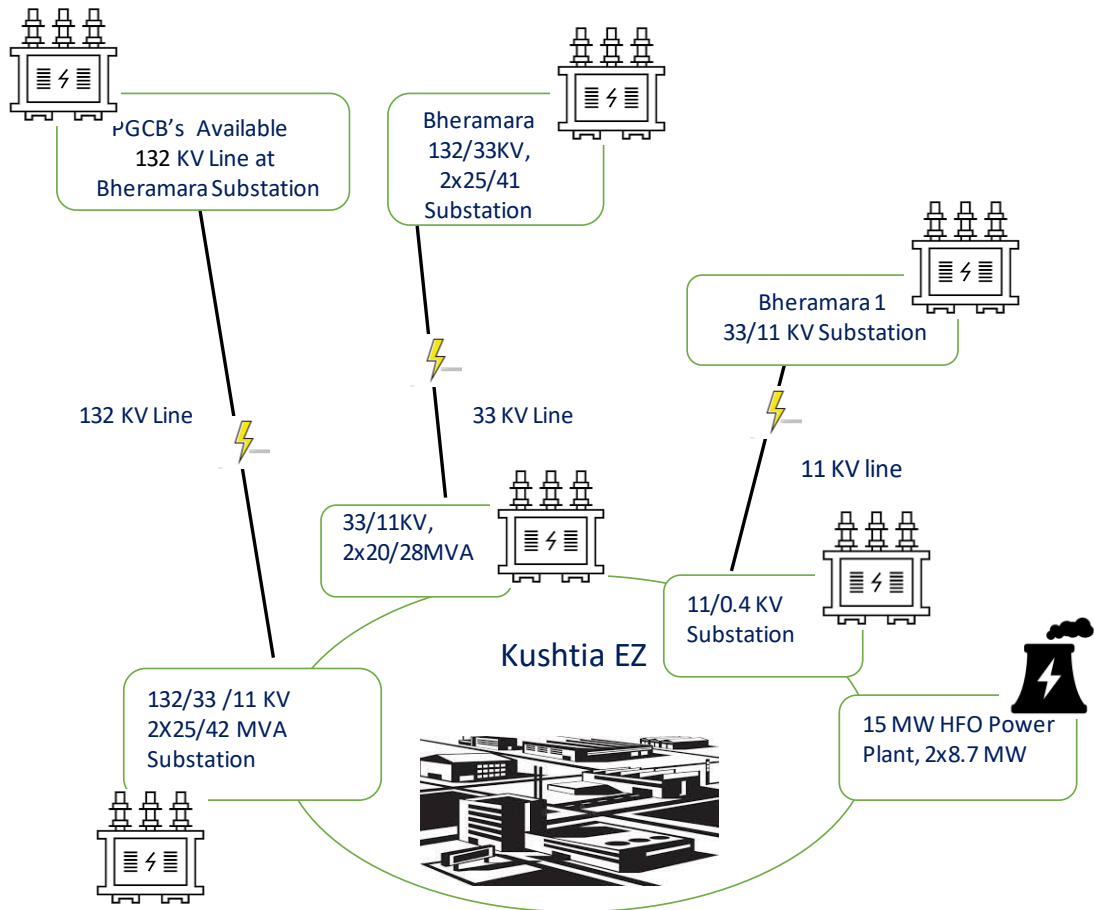 PGCB's Available
132 KV Line at
Bheramara Substation
Bheramara
132/33KV,
2x25/41
Substation
Bheramara 1
33/11 KV Substation
132 KV Line
33 KV Line
11 KV line
33/11KV,
2x20/28MVA
11/0.4 KV
Substation
Kushtia EZ
132/33 /11 KV
2X25/42 MVA
Substation
15 MW HFO Power
Plant, 2x8.7 MW